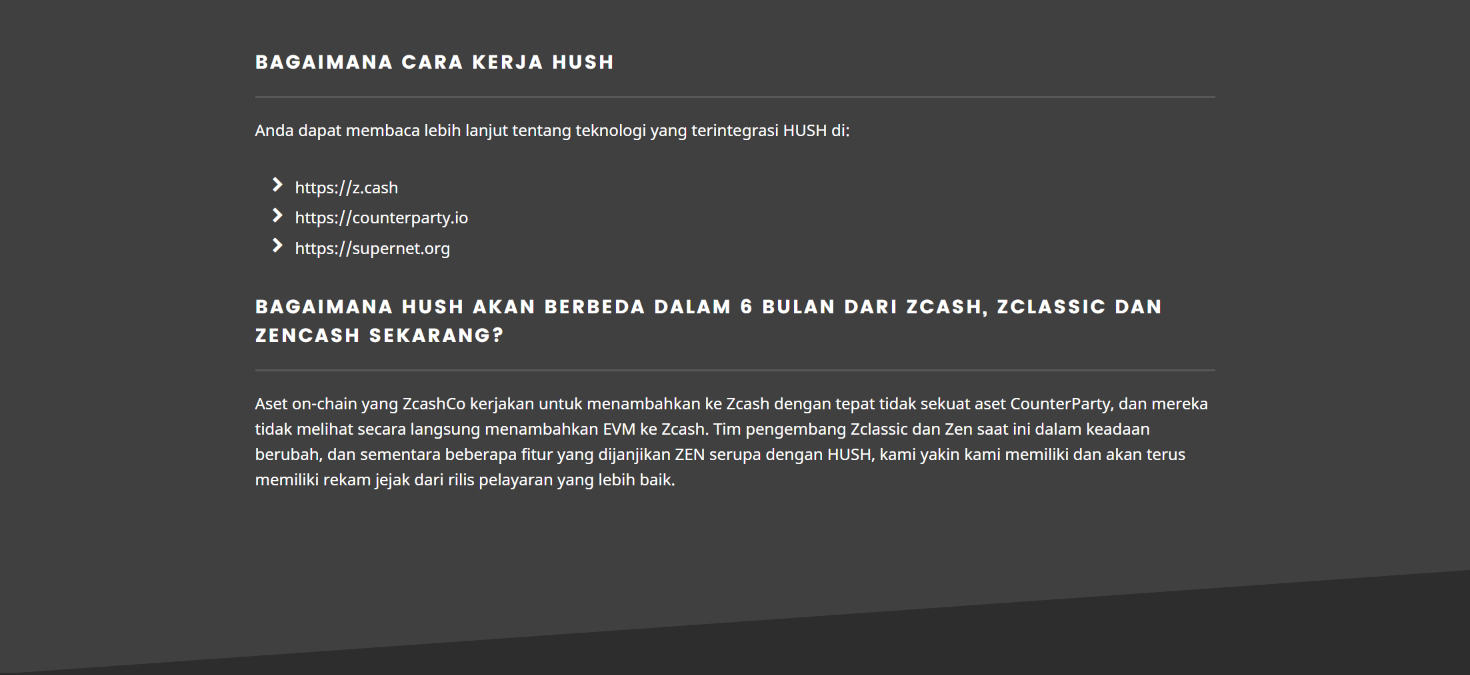 BAGAIMANA CARA KERJA HUSH
Anda dapat membaca lebih lanjut tentang teknologi yang terintegrasi HUSH di:
https://z.cash
https://counterparty.io
https://supernet.org
BAGAIMANA HUSH AKAN BERBEDA DALAM 6 BULAN DARI ZCASH, ZCLASSIC DAN
ZENCASH SEKARANG?
Aset on-chain yang ZcashCo kerjakan untuk menambahkan ke Zcash dengan tepat tidak sekuat aset CounterParty, dan mereka
tidak melihat secara langsung menambahkan EVM ke Zcash. Tim pengembang Zclassic dan Zen saat ini dalam keadaan
berubah, dan sementara beberapa fitur yang dijanjikan ZEN serupa dengan HUSH, kami yakin kami memiliki dan akan terus
memiliki rekam jejak dari rilis pelayaran yang lebih baik.